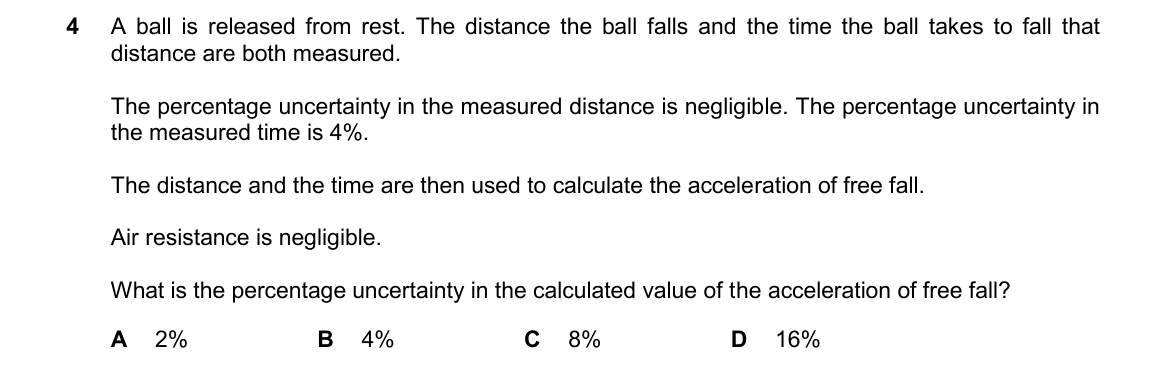 4 A ball is released from rest. The distance the ball falls and the time the ball takes to fall that
distance are both measured.
The percentage uncertainty in the measured distance is negligible. The percentage uncertainty in
the measured time is 4%.
The distance and the time are then used to calculate the acceleration of free fall.
Air resistance is negligible.
What is the percentage uncertainty in the calculated value of the acceleration of free fall?
A 2% B 4% C 8% D 16%